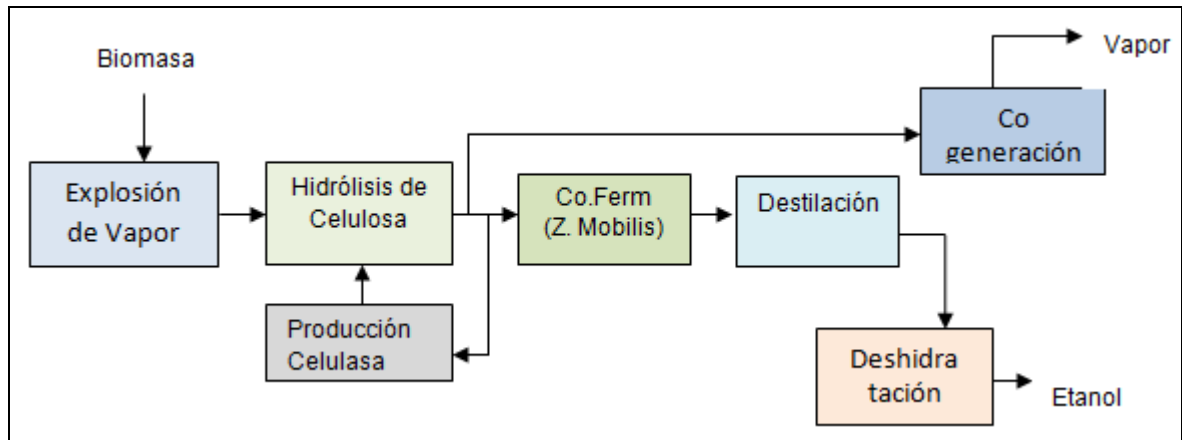 Biomasa
Vapor
Co
generación
Explosión
de Vapor
Hidrólisis de
Celulosa
Co.Ferm
(Z. Mobilis)
Destilación
Producción
Celulasa
Deshidra
tación
Etanol